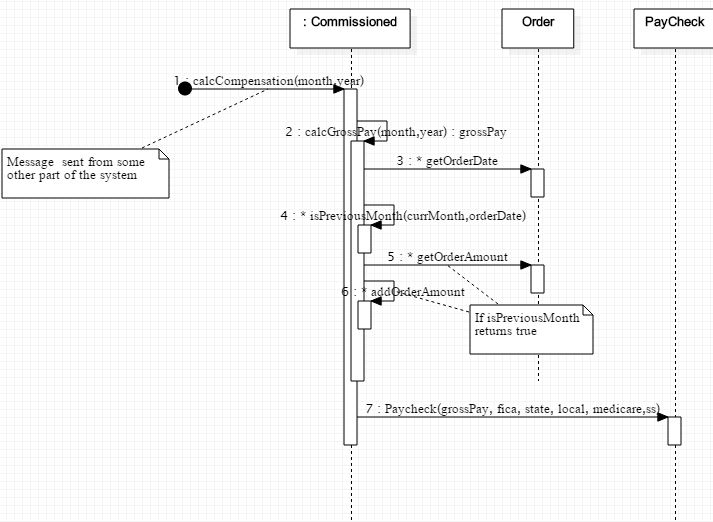 : Commissioned
Order
PayCheck
1 : calcCompensation(month,year)
2 : calcGrossPay(month,year) : grossPay
Message sent from some
other part of the system
3 : * getOrderDate
4 : * isPreviousMonth(currMonth,orderDate)
5 : * getOrderAmount
6 : * addOrderAmount
If isPreviousMonth
returns true
7 : Paycheck(grossPay, fica, state, local, medicare,ss)